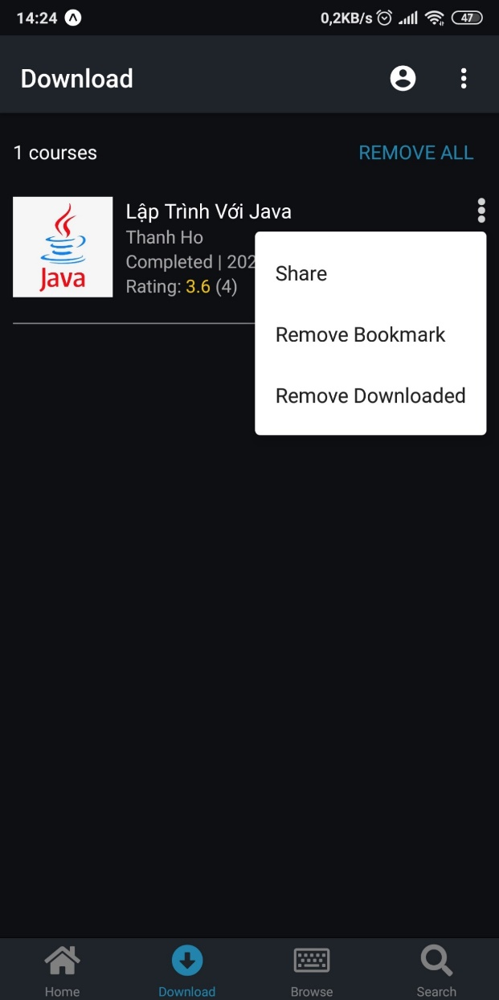 14:24
0,2KB/s
47
Download
1 courses
REMOVE ALL
Java
Lập Trình Với Java
Thanh Ho
Completed | 202
Rating: 3.6 (4)
Share
Remove Bookmark
Remove Downloaded
Home
Download
Browse
Search